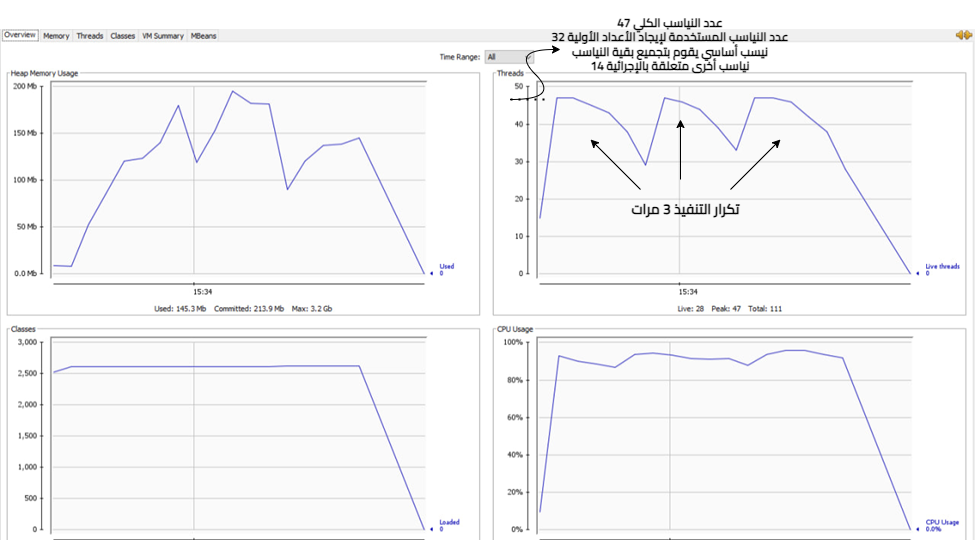 عدد النياسب الكلي 47
عدد النياسب المستخدمة لإيجاد الأعداد الأولية 32
نيسب أساسي يقوم بتجميع بقية النياسب
نياسب أخرى متعلقة بالإجرائية 14
Overview Memory Threads Classes VM Summary MBeans
Time Range: All
Heap Memory Usage
200 Mb
150 Mb
100 Mb
50 Mb
0.0 Mb
Used
0
15:34
Used: 145.3 Mb Committed: 213.9 Mb Max: 3.2 Gb
Threads
50
40
30
20
10
0
تكرار التنفيذ 3 مرات
Live threads
0
15:34
Live: 28 Peak: 47 Total: 111
Classes
3,000
2,500
2,000
1,500
1,000
500
0
Loaded
0
CPU Usage
100%
80%
60%
40%
20%
0%
CPU Usage
0.0%